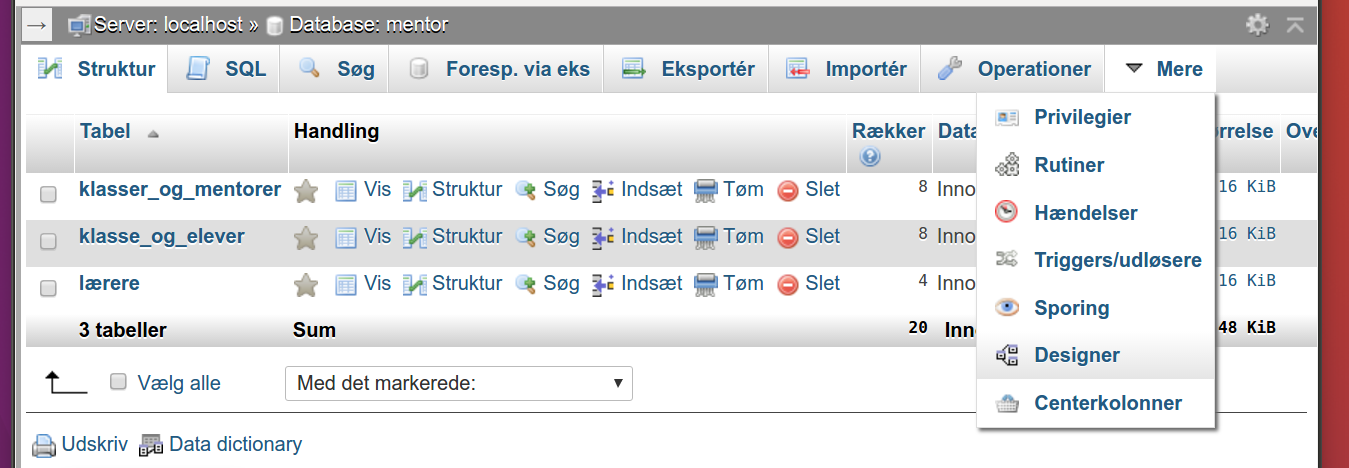 Server: localhost » Database: mentor
Struktur SQL Søg Foresp. via eks Eksportér Importér Operationer Mere
Tabel Handling Rækker Data ørrelse Ove
klasser_og_mentorer Vis Struktur Søg Indsæt Tøm Slet 8 Inno 16 KiB
klasse_og_elever Vis Struktur Søg Indsæt Tøm Slet 8 Inno 16 KiB
lærere Vis Struktur Søg Indsæt Tøm Slet 4 Inno 16 KiB
3 tabeller Sum 20 Inn 48 KiB
Privilegier
Rutiner
Hændelser
Triggers/udløsere
Sporing
Designer
Centerkolonner
Vælg alle Med det markerede:
Udskriv Data dictionary